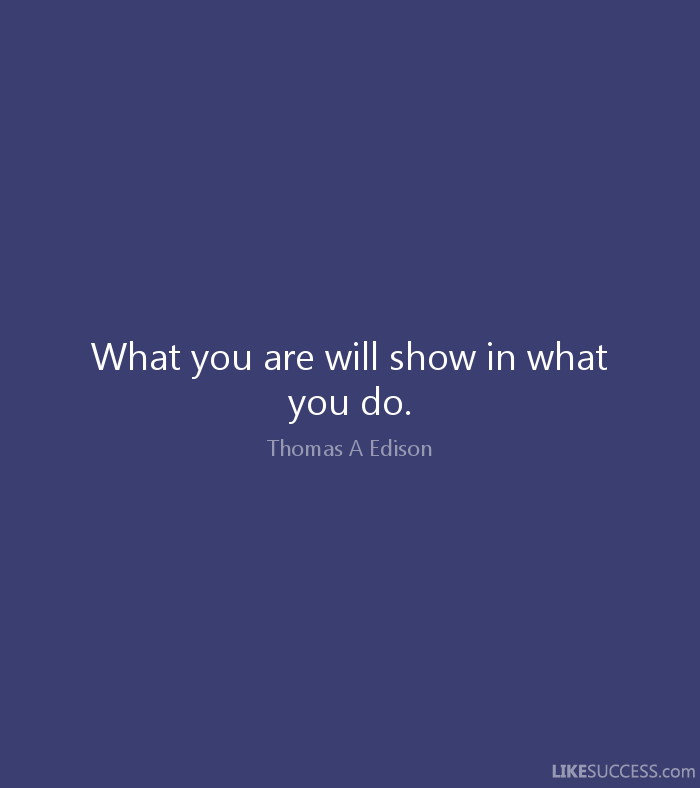 What you are will show in what
you do.
Thomas A Edison
LIKESUCCESS.com